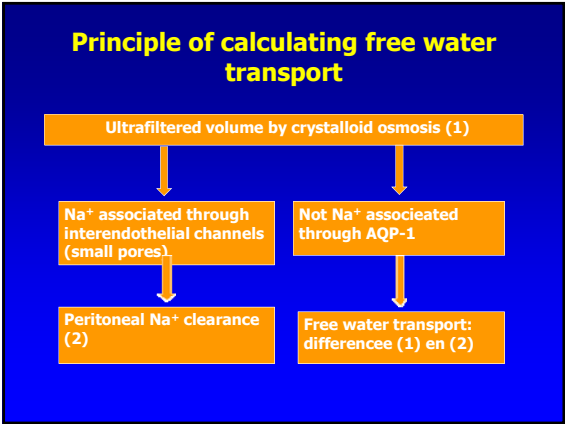 Principle of calculating free water
transport
Ultrafiltered volume by crystalloid osmosis (1)
Na⁺ associated through
interendothelial channels
(small pores)
Not Na⁺ associeated
through AQP-1
Peritoneal Na⁺ clearance
(2)
Free water transport:
differencee (1) en (2)